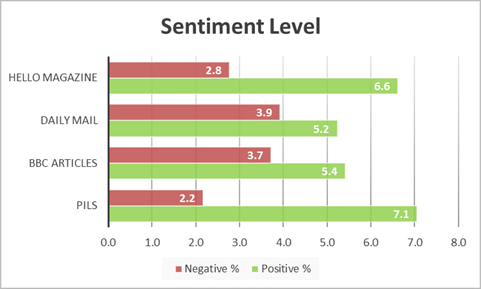 Sentiment Level
HELLO MAGAZINE
2.8
6.6
DAILY MAIL
3.9
5.2
BBC ARTICLES
3.7
5.4
PILS
2.2
7.1
0.0 1.0 2.0 3.0 4.0 5.0 6.0 7.0 8.0
Negative % Positive %